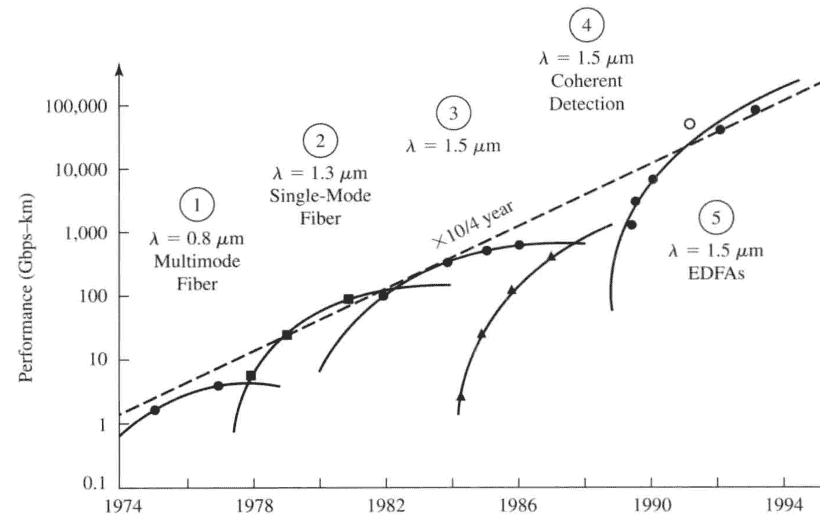 4
λ = 1.5 μm
Coherent
Detection
3
λ = 1.5 μm
2
λ = 1.3 μm
Single-Mode
Fiber
1
λ = 0.8 μm
Multimode
Fiber
×10/4 year
5
λ = 1.5 μm
EDFAs
Performance (Gbps–km)
100,000
10,000
1,000
100
10
1
0.1
1974
1978
1982
1986
1990
1994